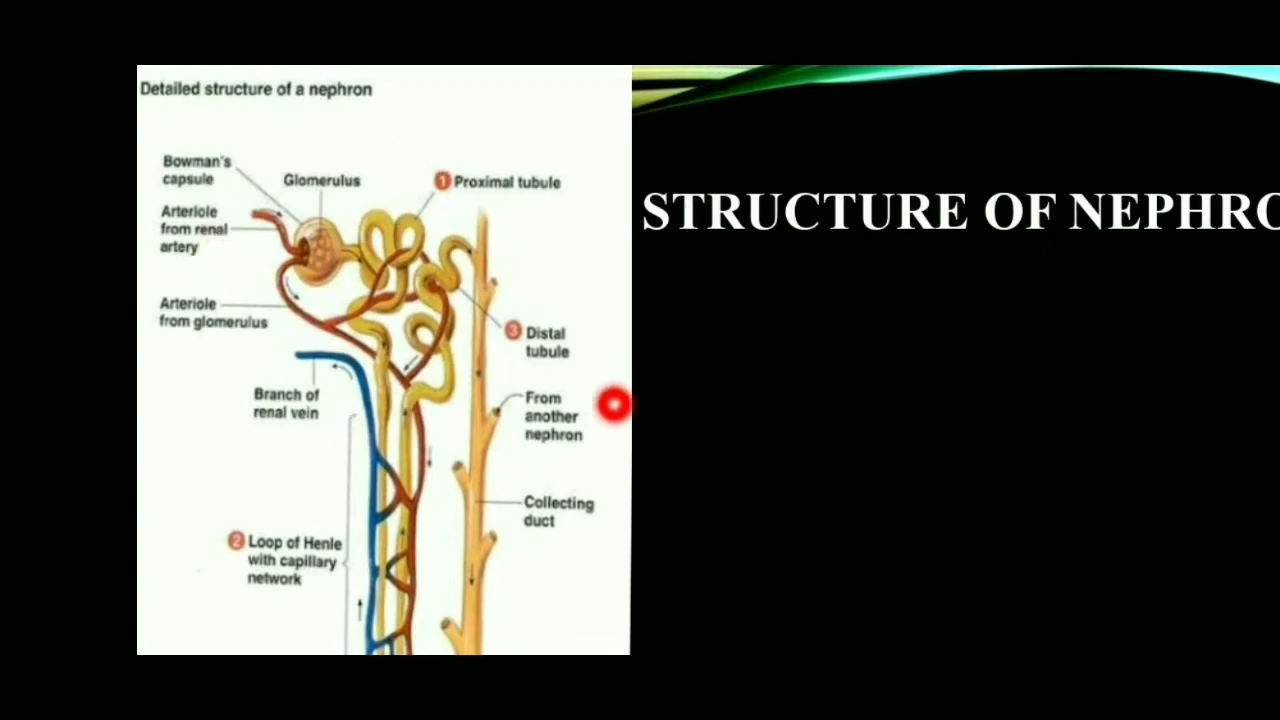 Detailed structure of a nephron
Bowman's
capsule
Glomerulus
1 Proximal tubule
Arteriole
from renal
artery
Arteriole
from glomerulus
3 Distal
tubule
Branch of
renal vein
From
another
nephron
Collecting
duct
2 Loop of Henle
with capillary
network
STRUCTURE OF NEPHRO